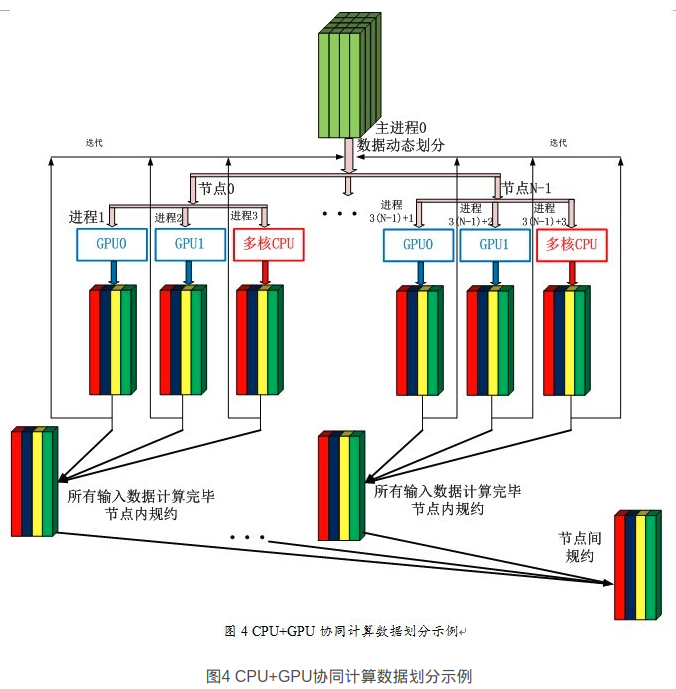 主进程0
数据动态划分
迭代
迭代
节点0
节点N-1
进程1
进程2
进程3
进程
3(N-1)+1
进程
3(N-1)+2
进程
3(N-1)+3
GPU0
GPU1
多核CPU
GPU0
GPU1
多核CPU
所有输入数据计算完毕
节点内规约
所有输入数据计算完毕
节点内规约
节点间
规约
图 4 CPU+GPU 协同计算数据划分示例↵
图4 CPU+GPU协同计算数据划分示例